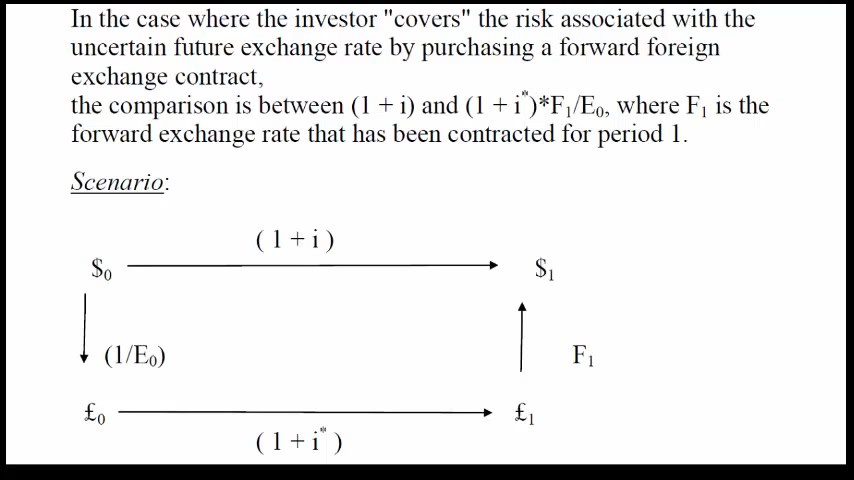 In the case where the investor "covers" the risk associated with the
uncertain future exchange rate by purchasing a forward foreign
exchange contract,
the comparison is between (1 + i) and (1 + i*)*F₁/E₀, where F₁ is the
forward exchange rate that has been contracted for period 1.
Scenario:
( 1 + i )
$₀ $₁
(1/E₀) F₁
£₀ £₁
( 1 + i* )